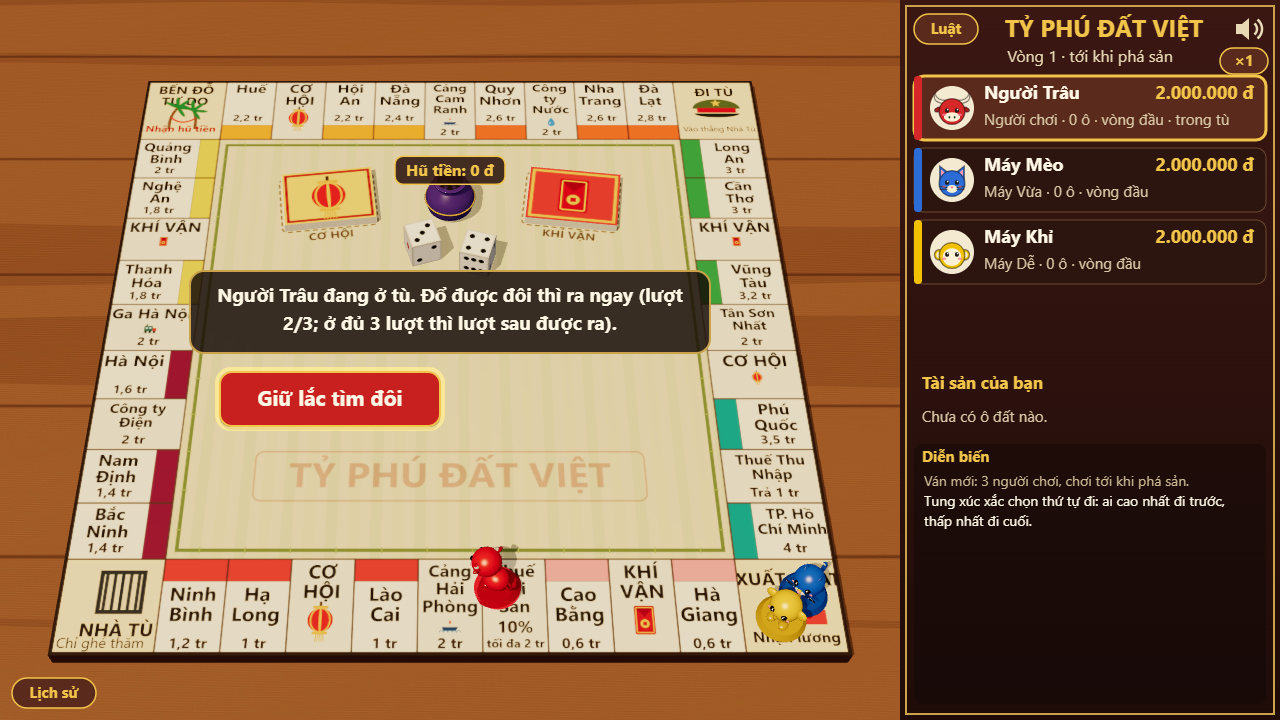 BẾN ĐỖ
TỰ DO
Nhận hũ tiền
Huế
2,2 tr
CƠ
HỘI
Hội
An
2,2 tr
Đà
Nẵng
2,4 tr
Cảng
Cam
Ranh
2 tr
Quy
Nhơn
2,6 tr
Công
ty
Nước
2 tr
Nha
Trang
2,6 tr
Đà
Lạt
2,8 tr
ĐI TÙ
Vào thẳng Nhà Tù
Quảng
Bình
2 tr
Nghệ
An
1,8 tr
KHÍ VẬN
Thanh
Hóa
1,8 tr
Ga Hà Nội
2 tr
Hà Nội
1,6 tr
Công ty
Điện
2 tr
Nam
Định
1,4 tr
Bắc
Ninh
1,4 tr
Long
An
3 tr
Cần
Thơ
3 tr
KHÍ VẬN
Vũng
Tàu
3,2 tr
Tân Sơn
Nhất
2 tr
CƠ HỘI
Phú
Quốc
3,5 tr
Thuế Thu
Nhập
Trả 1 tr
TP. Hồ
Chí Minh
4 tr
Hũ tiền: 0 đ
CƠ HỘI
KHÍ VẬN
Người Trâu đang ở tù. Đổ được đôi thì ra ngay (lượt
2/3; ở đủ 3 lượt thì lượt sau được ra).
Giữ lắc tìm đôi
TỶ PHÚ ĐẤT VIỆT
NHÀ TÙ
Chỉ ghé thăm
Ninh
Bình
1,2 tr
Hạ
Long
1 tr
CƠ
HỘI
Lào
Cai
1 tr
Cảng
Hải
Phòng
2 tr
10%
tối đa 2 tr
Cao
Bằng
0,6 tr
KHÍ
VẬN
Hà
Giang
0,6 tr
Lịch sử
Luật
TỶ PHÚ ĐẤT VIỆT
Vòng 1 · tới khi phá sản
×1
Người Trâu
2.000.000 đ
Người chơi · 0 ô · vòng đầu · trong tù
Máy Mèo
2.000.000 đ
Máy Vừa · 0 ô · vòng đầu
Máy Khỉ
2.000.000 đ
Máy Dễ · 0 ô · vòng đầu
Tài sản của bạn
Chưa có ô đất nào.
Diễn biến
Ván mới: 3 người chơi, chơi tới khi phá sản.
Tung xúc xắc chọn thứ tự đi: ai cao nhất đi trước,
thấp nhất đi cuối.